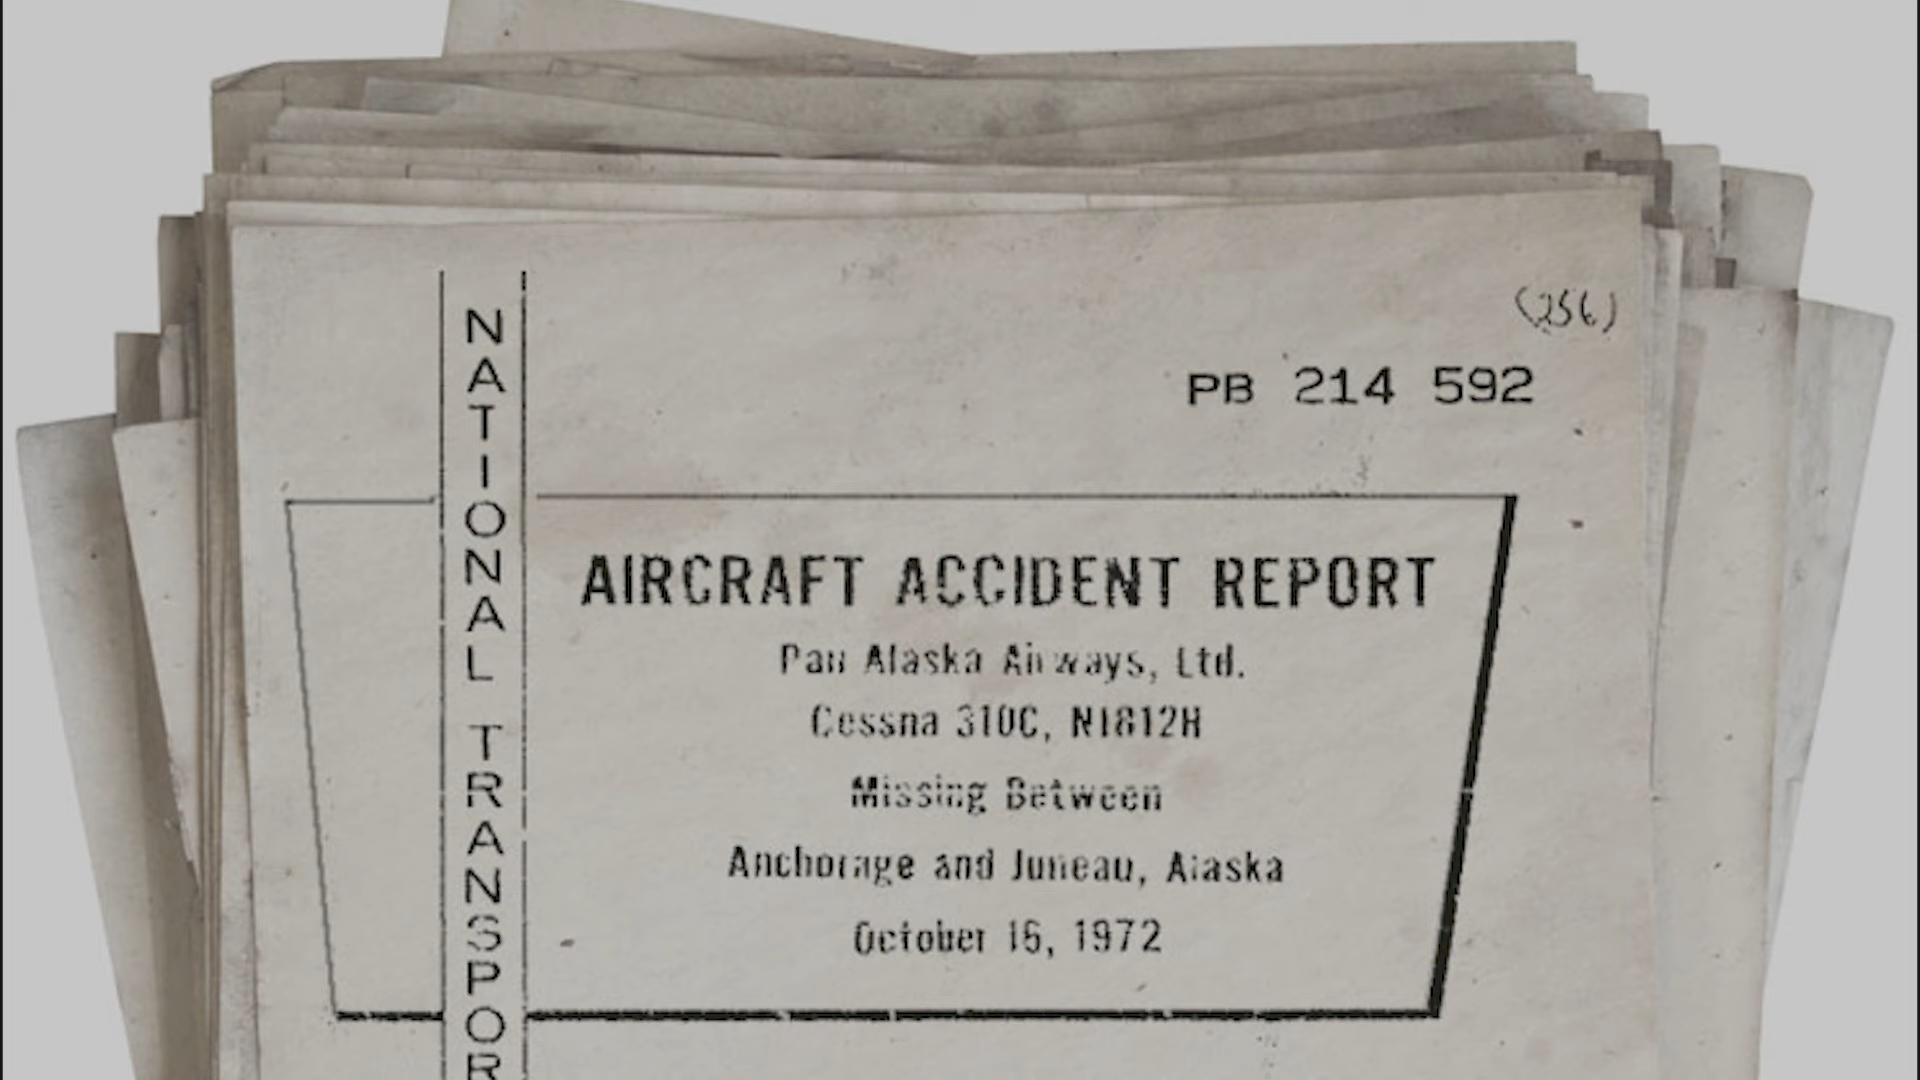 (256)
PB 214 592
NATIONAL TRANSPOR
AIRCRAFT ACCIDENT REPORT
Pan Alaska Airways, Ltd.
Cessna 310C, N1812H
Missing Between
Anchorage and Juneau, Alaska
October 16, 1972